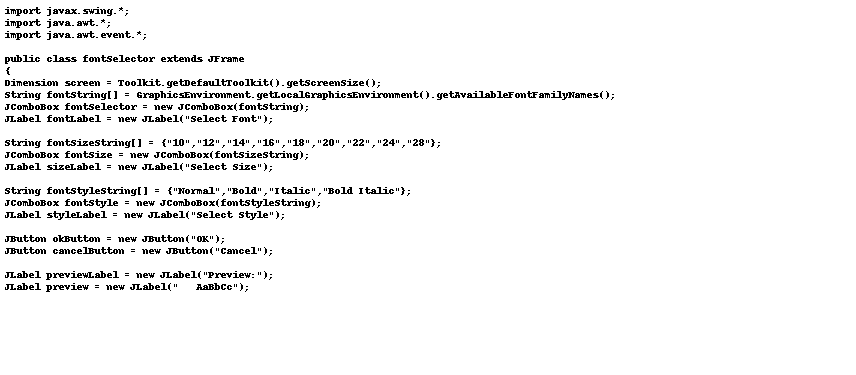 import javax.swing.*;
import java.awt.*;
import java.awt.event.*;
public class fontSelector extends JFrame
{
Dimension screen = Toolkit.getDefaultToolkit().getScreenSize();
String fontString[] = GraphicsEnvironment.getLocalGraphicsEnvironment().getAvailableFontFamilyNames();
JComboBox fontSelector = new JComboBox(fontString);
JLabel fontLabel = new JLabel("Select Font");
String fontSizeString[] = {"10","12","14","16","18","20","22","24","28"};
JComboBox fontSize = new JComboBox(fontSizeString);
JLabel sizeLabel = new JLabel("Select Size");
String fontStyleString[] = {"Normal","Bold","Italic","Bold Italic"};
JComboBox fontStyle = new JComboBox(fontStyleString);
JLabel styleLabel = new JLabel("Select Style");
JButton okButton = new JButton("OK");
JButton cancelButton = new JButton("Cancel");
JLabel previewLabel = new JLabel("Preview:");
JLabel preview = new JLabel("   AaBbCc");